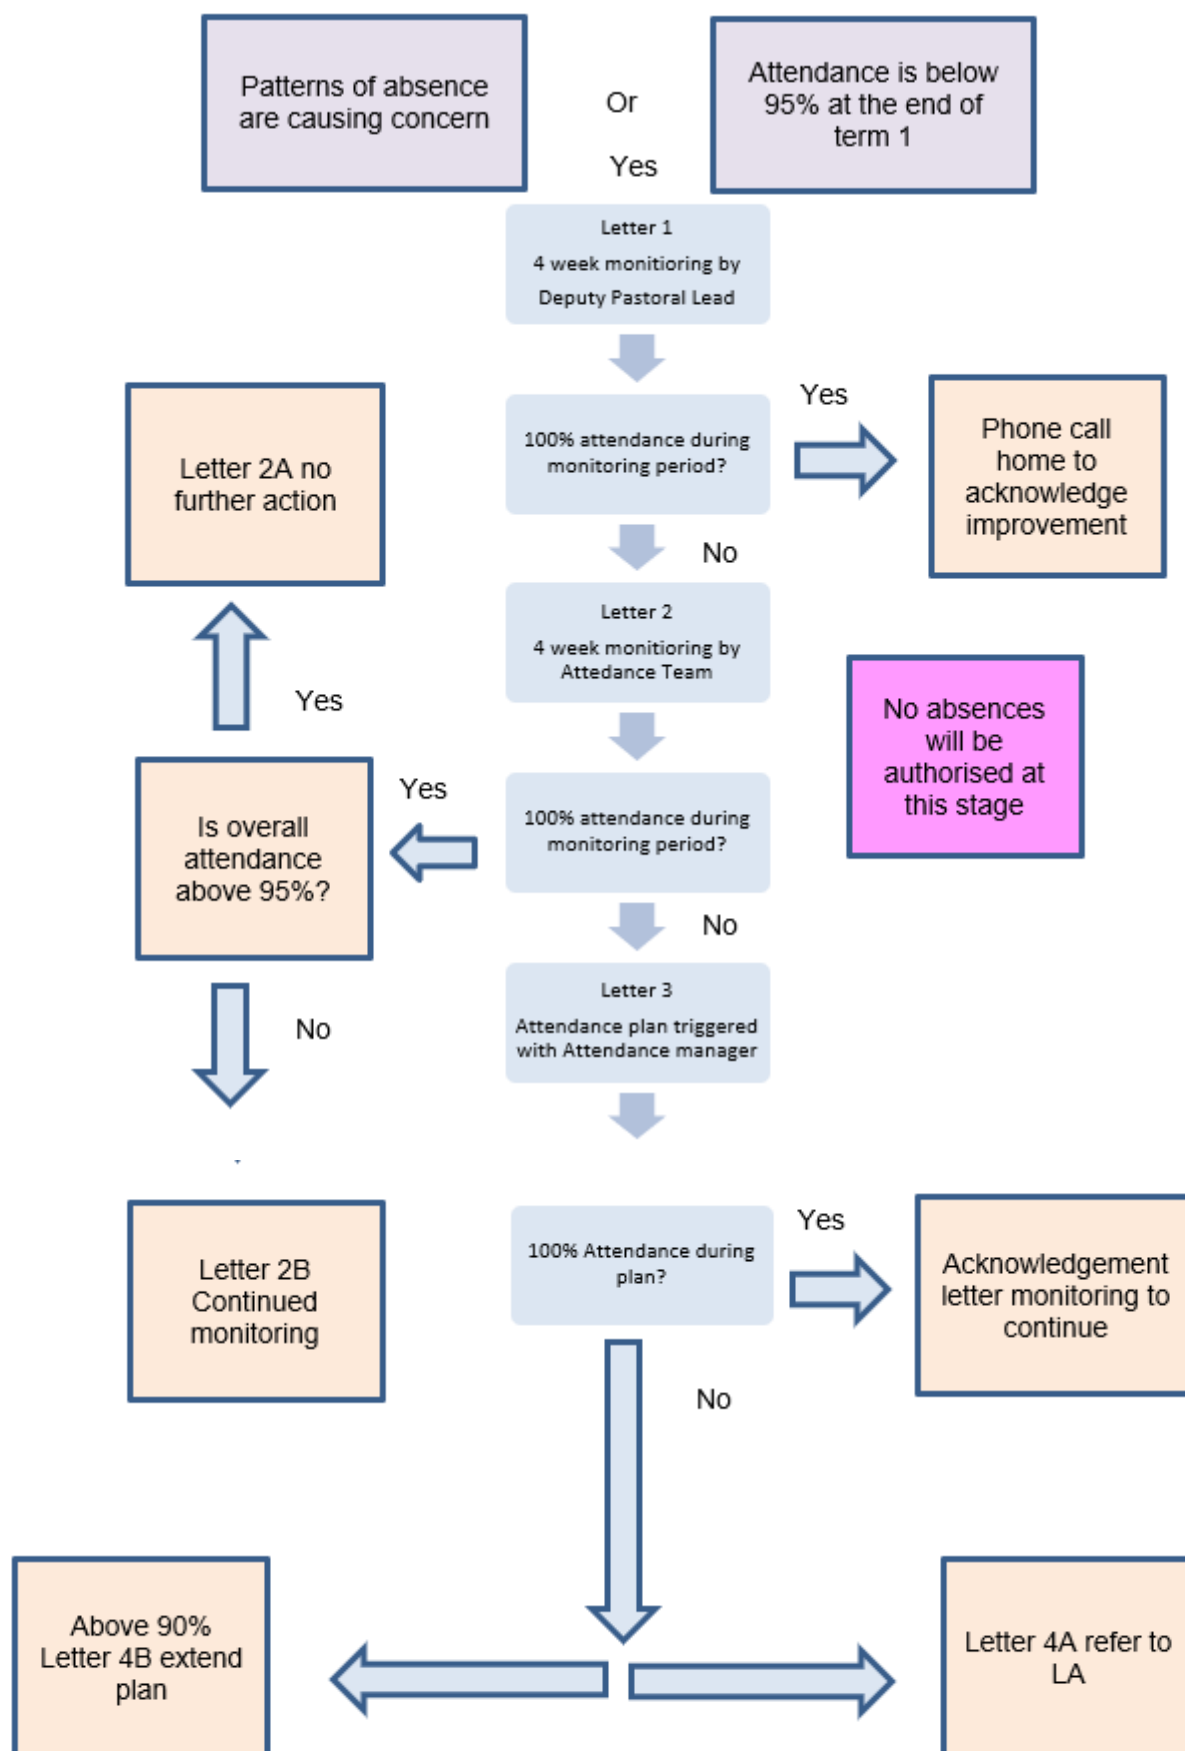 Patterns of absence
are causing concern
Or
Attendance is below
95% at the end of
term 1
Yes
Letter 1
4 week monitioring by
Deputy Pastoral Lead
100% attendance during
monitoring period?
Yes
Phone call
home to
acknowledge
improvement
No
Letter 2A no
further action
Letter 2
4 week monitioring by
Attedance Team
No absences
will be
authorised at
this stage
Yes
100% attendance during
monitoring period?
Yes
Is overall
attendance
above 95%?
No
No
Letter 3
Attendance plan triggered
with Attendance manager
Letter 2B
Continued
monitoring
100% Attendance during
plan?
Yes
Acknowledgement
letter monitoring to
continue
No
Above 90%
Letter 4B extend
plan
Letter 4A refer to
LA